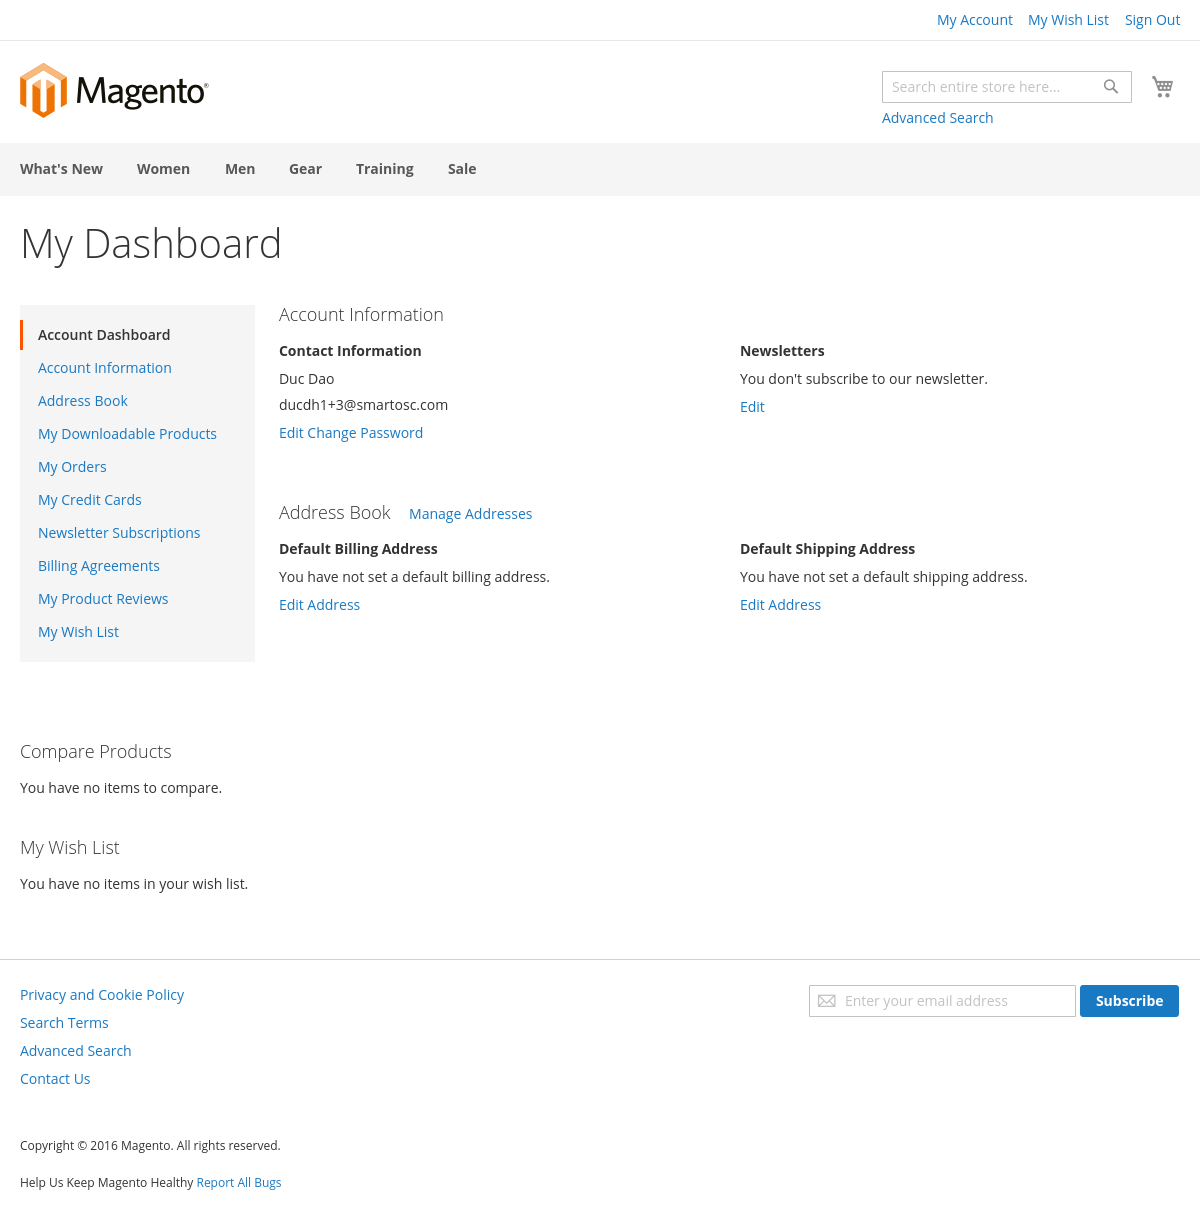 My Account My Wish List Sign Out
Magento®
Search entire store here...
Advanced Search
What's New Women Men Gear Training Sale
My Dashboard
Account Dashboard
Account Information
Address Book
My Downloadable Products
My Orders
My Credit Cards
Newsletter Subscriptions
Billing Agreements
My Product Reviews
My Wish List
Account Information
Contact Information
Duc Dao
ducdh1+3@smartosc.com
Edit Change Password
Newsletters
You don't subscribe to our newsletter.
Edit
Address Book Manage Addresses
Default Billing Address
You have not set a default billing address.
Edit Address
Default Shipping Address
You have not set a default shipping address.
Edit Address
Compare Products
You have no items to compare.
My Wish List
You have no items in your wish list.
Privacy and Cookie Policy
Search Terms
Advanced Search
Contact Us
Enter your email address Subscribe
Copyright © 2016 Magento. All rights reserved.
Help Us Keep Magento Healthy Report All Bugs